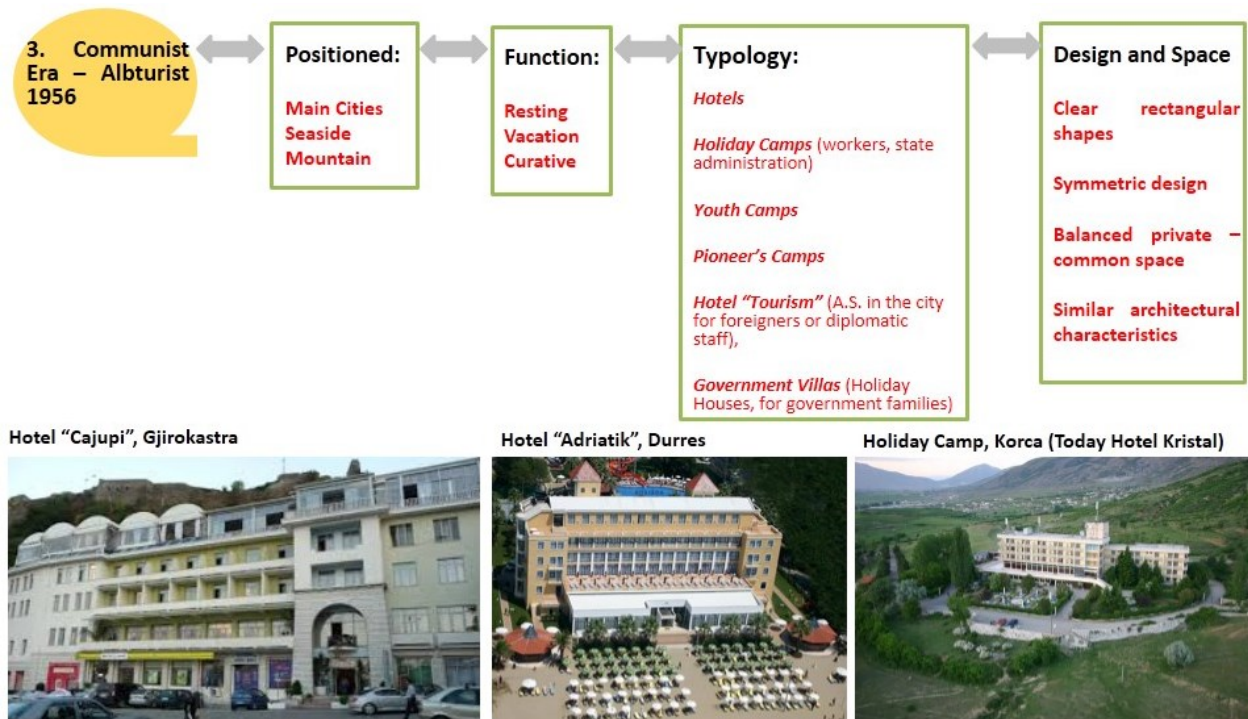 3. Communist
Era – Albturist
1956
Positioned:
Main Cities
Seaside
Mountain
Function:
Resting
Vacation
Curative
Typology:
Hotels
Holiday Camps (workers, state
administration)
Youth Camps
Pioneer's Camps
Hotel “Tourism” (A.S. in the city
for foreigners or diplomatic
staff),
Government Villas (Holiday
Houses, for government families)
Design and Space
Clear rectangular
shapes
Symmetric design
Balanced private –
common space
Similar architectural
characteristics
Hotel “Cajupi”, Gjirokastra
Hotel “Adriatik”, Durres
Holiday Camp, Korca (Today Hotel Kristal)